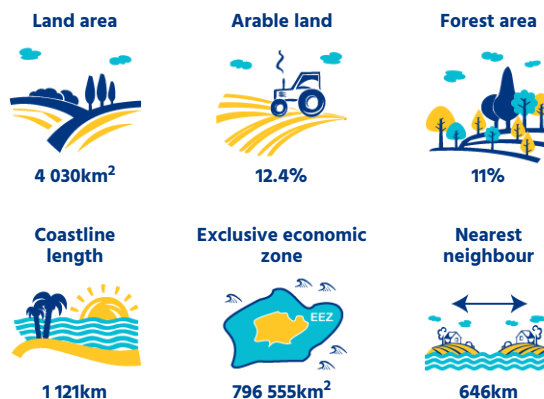 Land area
Arable land
Forest area
4 030km²
12.4%
11%
Coastline
length
Exclusive economic
zone
Nearest
neighbour
EEZ
1 121km
796 555km²
646km